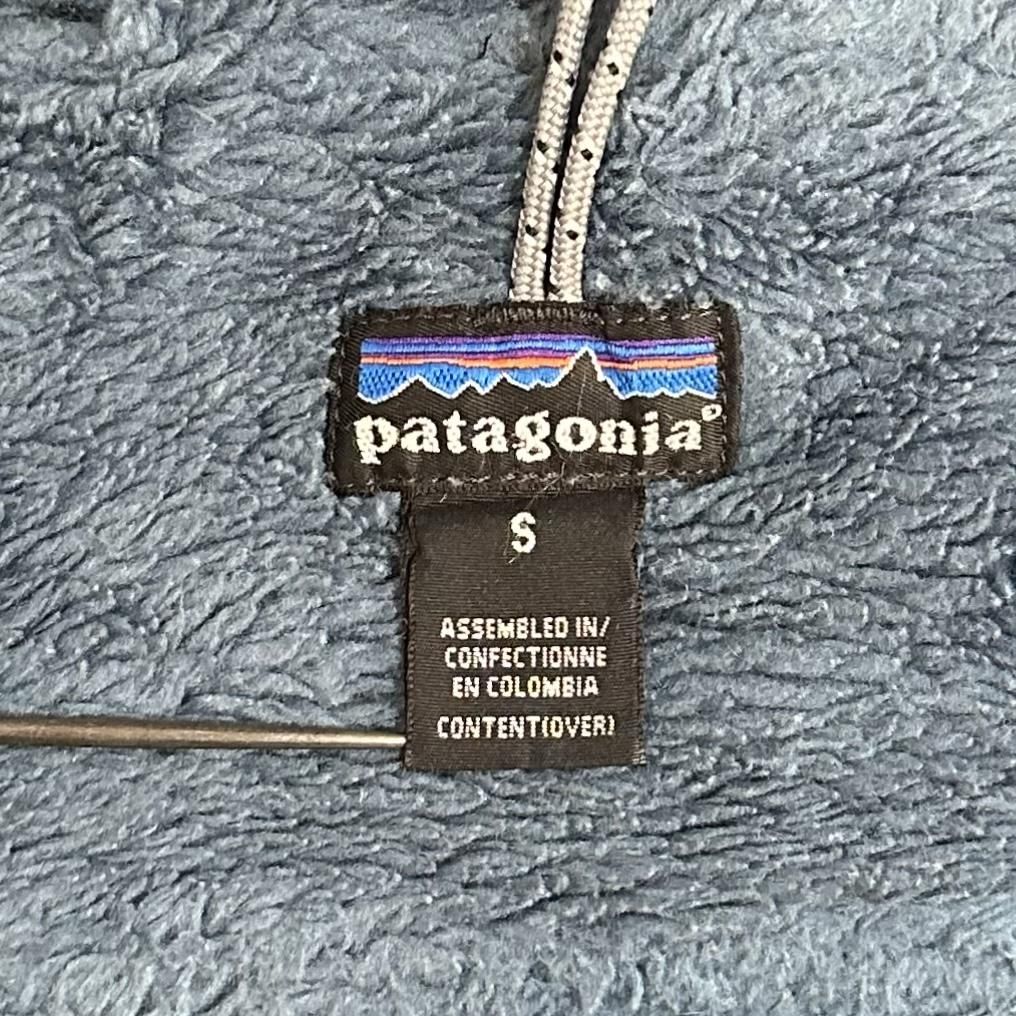 patagonia®
S
ASSEMBLED IN/
CONFECTIONNE
EN COLOMBIA
CONTENT(OVER)